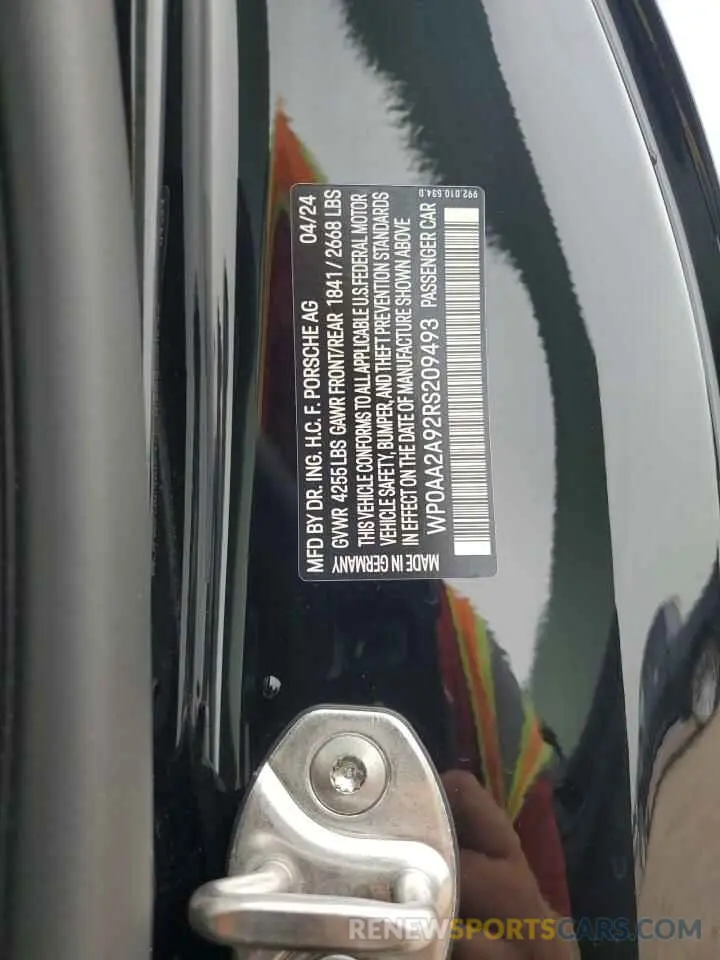 MFD BY DR. ING. H.C. F. PORSCHE AG 04/24
GVWR 4255 LBS GAWR FRONT/REAR 1841 / 2668 LBS
THIS VEHICLE CONFORMS TO ALL APPLICABLE U.S. FEDERAL MOTOR
VEHICLE SAFETY, BUMPER, AND THEFT PREVENTION STANDARDS
IN EFFECT ON THE DATE OF MANUFACTURE SHOWN ABOVE
MADE IN GERMANY WP0AA2A92RS209493 PASSENGER CAR
992.010.534.D
RENEWSPORTSCARS.COM